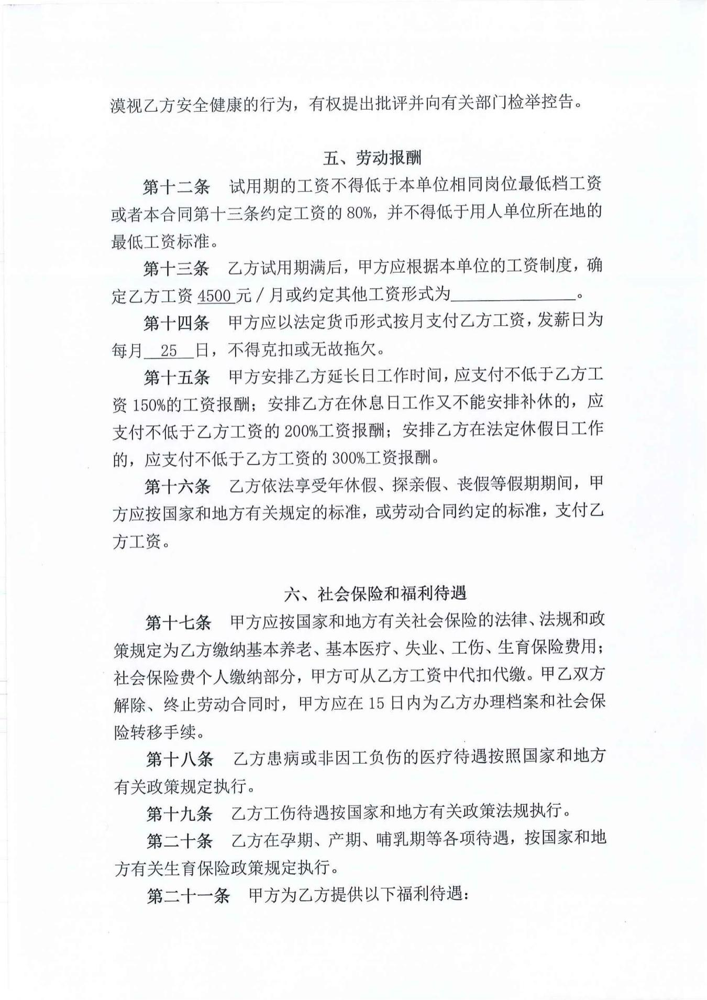 漠视乙方安全健康的行为，有权提出批评并向有关部门检举控告。
五、劳动报酬
第十二条 试用期的工资不得低于本单位相同岗位最低档工资
或者本合同第十三条约定工资的 80%，并不得低于用人单位所在地的
最低工资标准。
第十三条 乙方试用期满后，甲方应根据本单位的工资制度，确
定乙方工资 4500 元／月或约定其他工资形式为______________。
第十四条 甲方应以法定货币形式按月支付乙方工资，发薪日为
每月 25 日，不得克扣或无故拖欠。
第十五条 甲方安排乙方延长日工作时间，应支付不低于乙方工
资 150%的工资报酬；安排乙方在休息日工作又不能安排补休的，应
支付不低于乙方工资的 200%工资报酬；安排乙方在法定休假日工作
的，应支付不低于乙方工资的 300%工资报酬。
第十六条 乙方依法享受年休假、探亲假、丧假等假期期间，甲
方应按国家和地方有关规定的标准，或劳动合同约定的标准，支付乙
方工资。
六、社会保险和福利待遇
第十七条 甲方应按国家和地方有关社会保险的法律、法规和政
策规定为乙方缴纳基本养老、基本医疗、失业、工伤、生育保险费用；
社会保险费个人缴纳部分，甲方可从乙方工资中代扣代缴。甲乙双方
解除、终止劳动合同时，甲方应在 15 日内为乙方办理档案和社会保
险转移手续。
第十八条 乙方患病或非因工负伤的医疗待遇按照国家和地方
有关政策规定执行。
第十九条 乙方工伤待遇按国家和地方有关政策法规执行。
第二十条 乙方在孕期、产期、哺乳期等各项待遇，按国家和地
方有关生育保险政策规定执行。
第二十一条 甲方为乙方提供以下福利待遇：